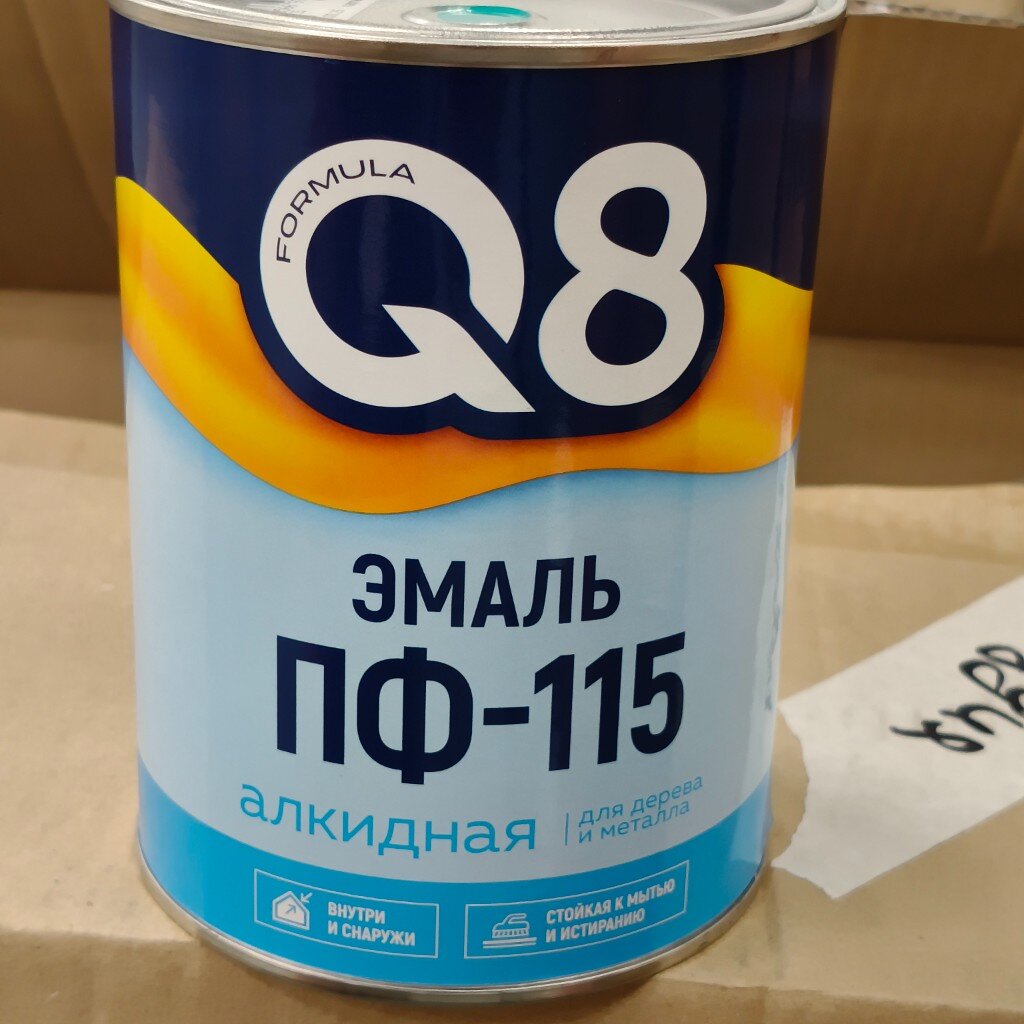 FORMULA
Q8
ЭМАЛЬ
ПФ-115
алкидная
для дерева
и металла
ВНУТРИ
И СНАРУЖИ
СТОЙКАЯ К МЫТЬЮ
И ИСТИРАНИЮ